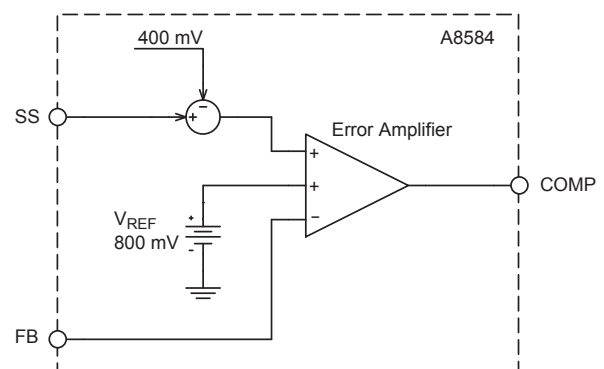 400 mV
A8584
−
SS
+
Error Amplifier
+
+
COMP
+
VREF
800 mV
-
−
FB